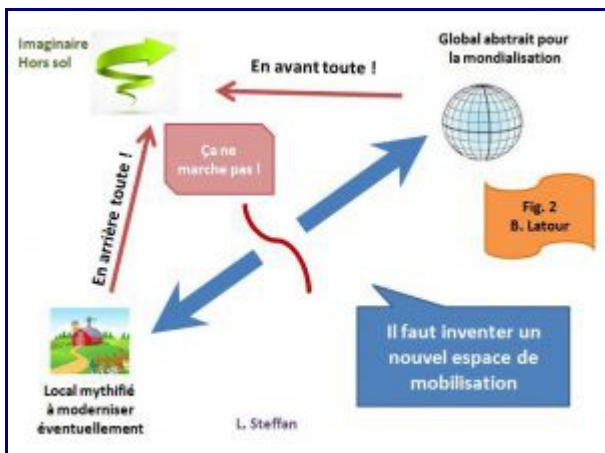 Imaginaire
Hors sol
Global abstrait pour
la mondialisation
En avant toute !
Ça ne
marche pas !
En arrière toute !
Fig. 2
B. Latour
Il faut inventer un
nouvel espace de
mobilisation
Local mythifié
à moderniser
éventuellement
L. Steffan